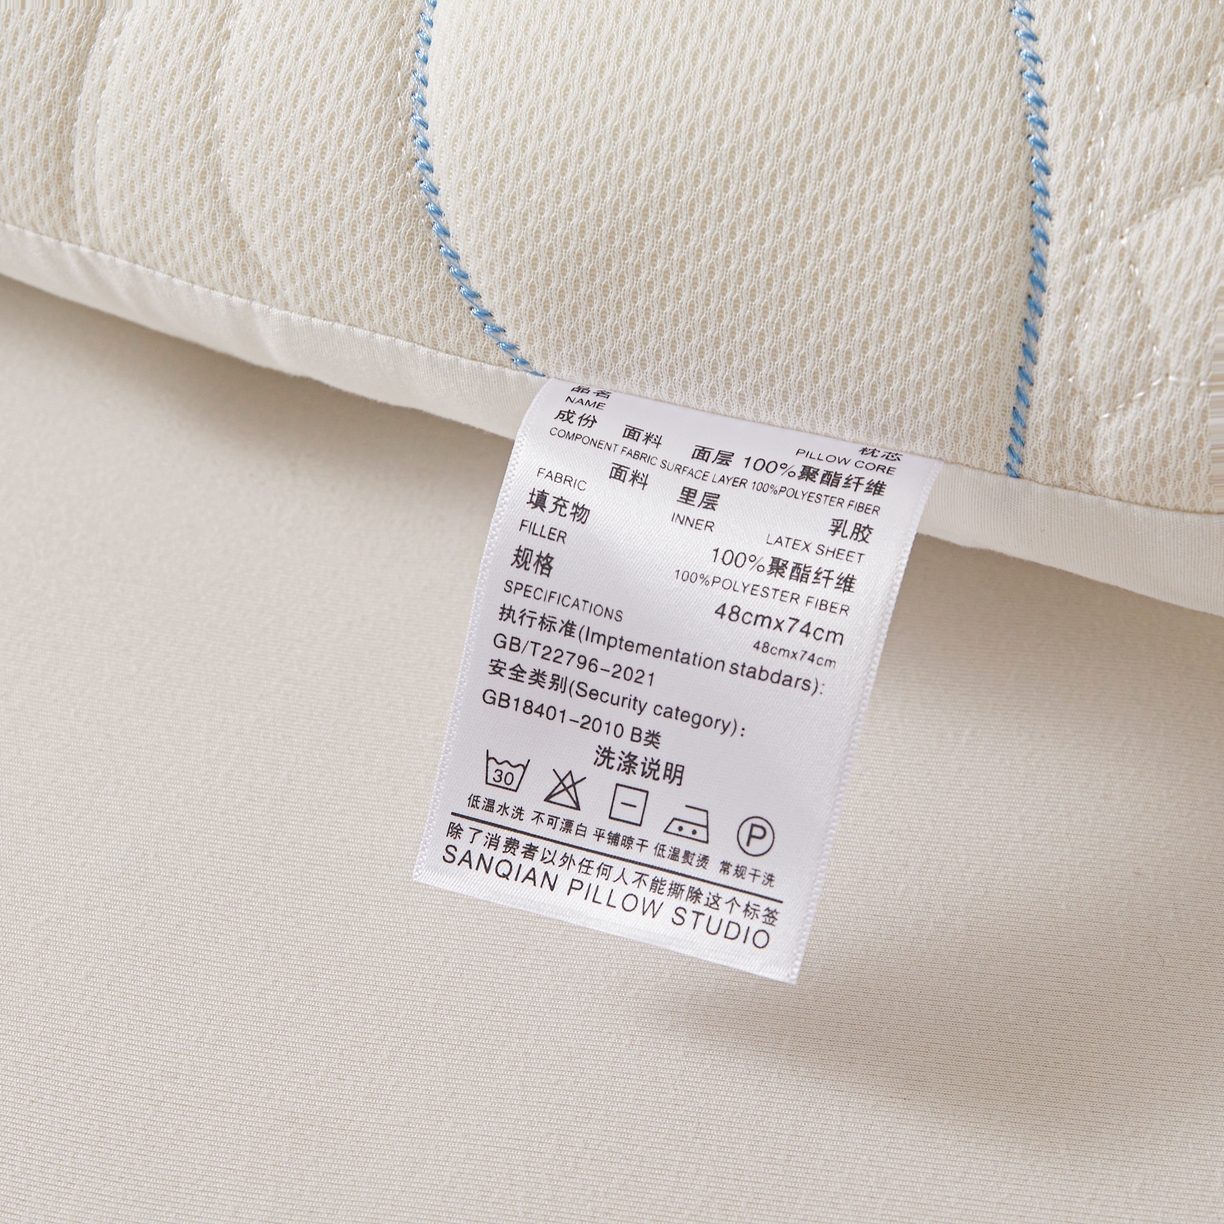 品名 枕芯
NAME PILLOW CORE
成份 面料 面层 100%聚酯纤维
COMPONENT FABRIC SURFACE LAYER 100%POLYESTER FIBER
面料 里层 乳胶
FABRIC INNER LATEX SHEET
填充物 100%聚酯纤维
FILLER 100%POLYESTER FIBER
规格 48cmx74cm
SPECIFICATIONS 48cmx74cm
执行标准(Imptementation stabdars):
GB/T22796-2021
安全类别(Security category):
GB18401-2010 B类
洗涤说明
30 P
低温水洗 不可漂白 平铺晾干 低温熨烫 常规干洗
除了消费者以外任何人不能撕除这个标签
SANQIAN PILLOW STUDIO